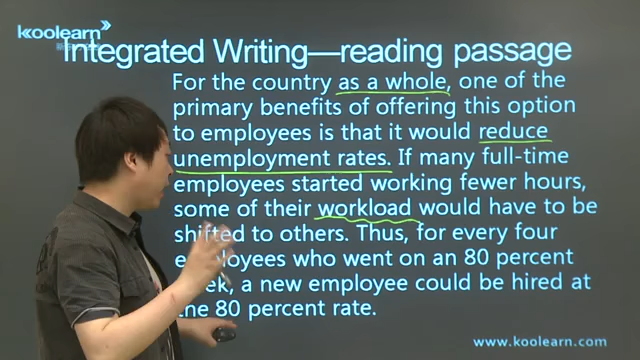 Koolearn
Integrated Writing—reading passage
For the country as a whole, one of the
primary benefits of offering this option
to employees is that it would reduce
unemployment rates. If many full-time
employees started working fewer hours,
some of their workload would have to be
shifted to others. Thus, for every four
employees who went on an 80 percent
a new employee could be hired at
the 80 percent rate.
www.koolearn.com